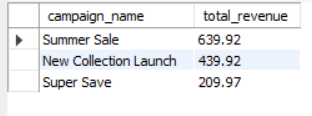 campaign_name total_revenue
Summer Sale 639.92
New Collection Launch 439.92
Super Save 209.97